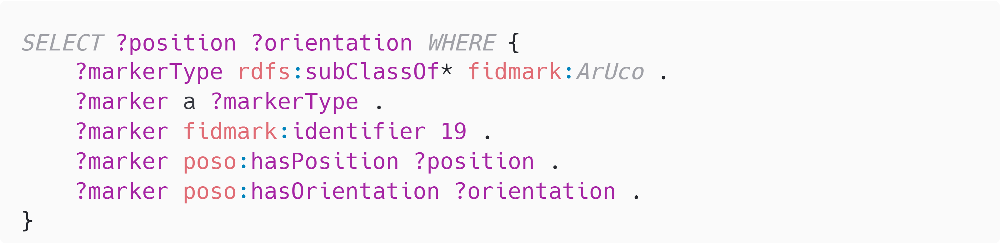 SELECT ?position ?orientation WHERE {
    ?markerType rdfs:subClassOf* fidmark:ArUco .
    ?marker a ?markerType .
    ?marker fidmark:identifier 19 .
    ?marker poso:hasPosition ?position .
    ?marker poso:hasOrientation ?orientation .
}